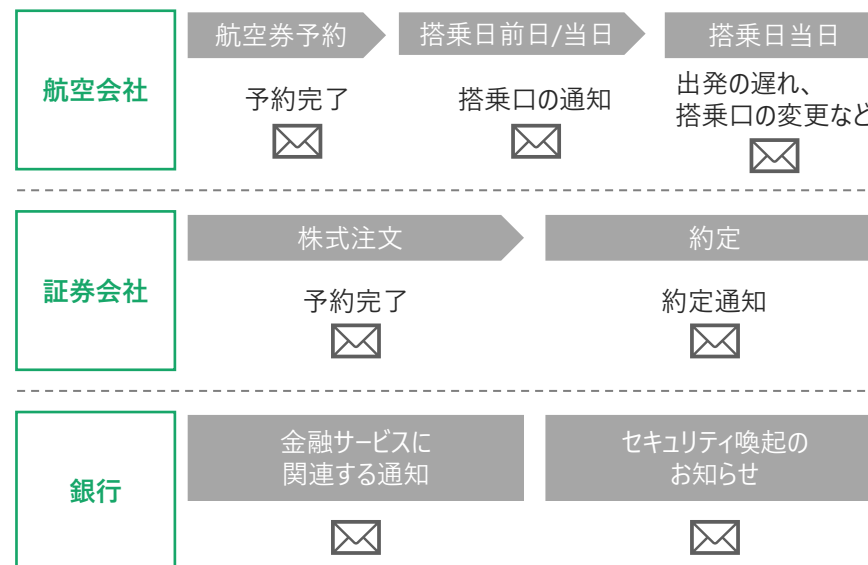 航空会社
航空券予約
搭乗日前日/当日
搭乗日当日
予約完了
搭乗口の通知
出発の遅れ、
搭乗口の変更など
証券会社
株式注文
約定
予約完了
約定通知
銀行
金融サービスに
関連する通知
セキュリティ喚起の
お知らせ